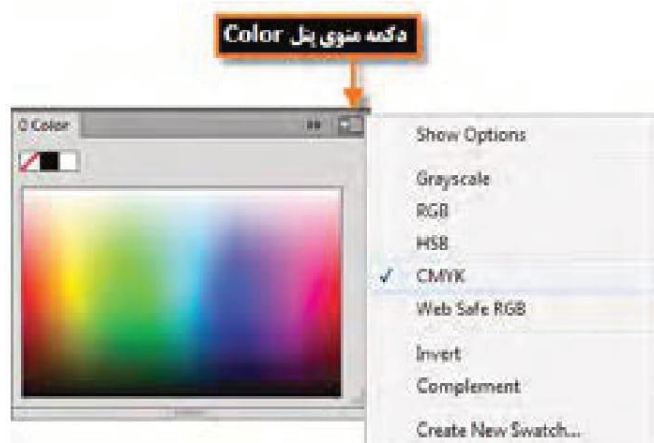 دکمه منوی پنل Color
◊ Color
Show Options
Grayscale
RGB
HSB
✓ CMYK
Web Safe RGB
Invert
Complement
Create New Swatch...